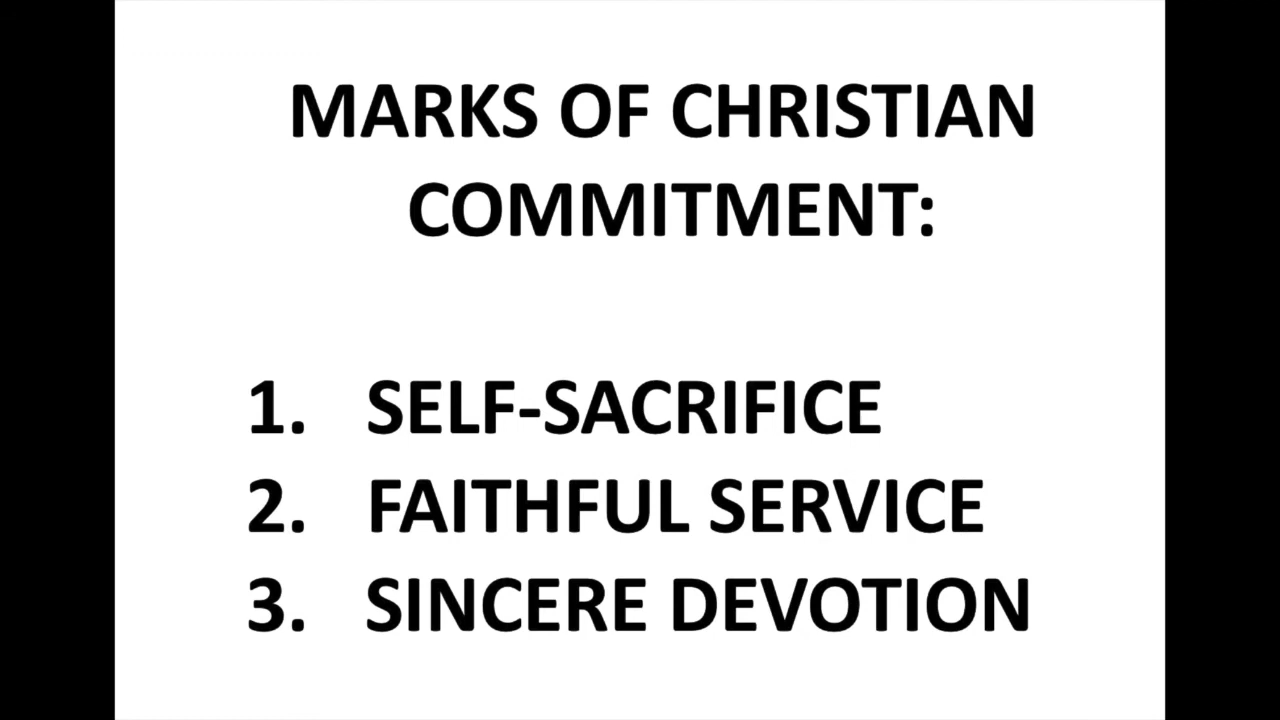 MARKS OF CHRISTIAN
COMMITMENT:
1. SELF-SACRIFICE
2. FAITHFUL SERVICE
3. SINCERE DEVOTION